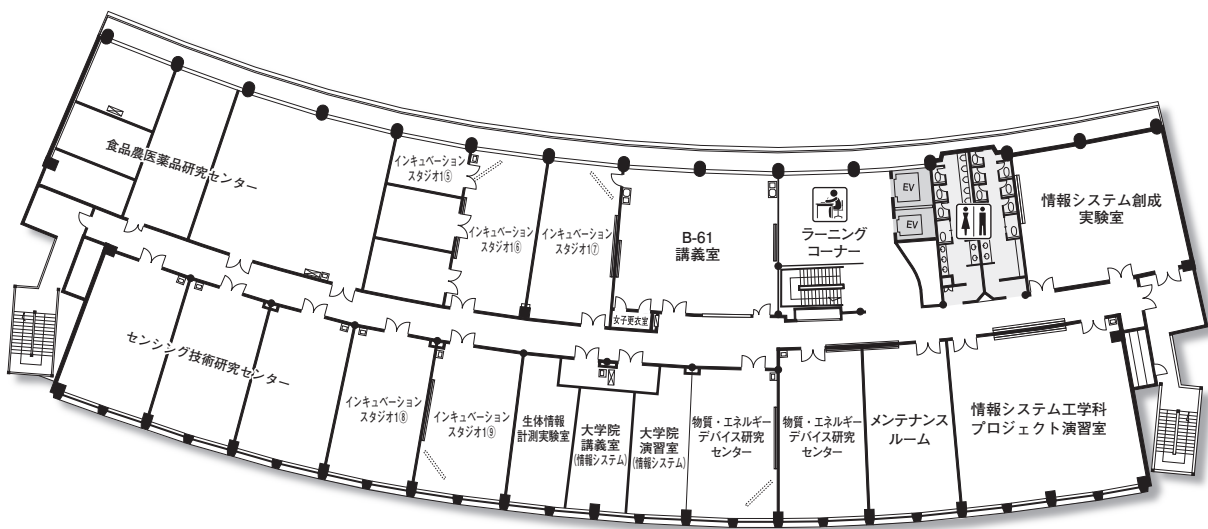 食品農医薬品研究センター
インキュベーション
スタジオ1⑤
インキュベーション
スタジオ1⑥
インキュベーション
スタジオ1⑦
B-61
講義室
女子更衣室
ラーニング
コーナー
EV
EV
情報システム創成
実験室
センシング技術研究センター
インキュベーション
スタジオ1⑧
インキュベーション
スタジオ1⑨
生体情報
計測実験室
大学院
講義室
(情報システム)
大学院
演習室
(情報システム)
物質・エネルギー
デバイス研究
センター
物質・エネルギー
デバイス研究
センター
メンテナンス
ルーム
情報システム工学科
プロジェクト演習室